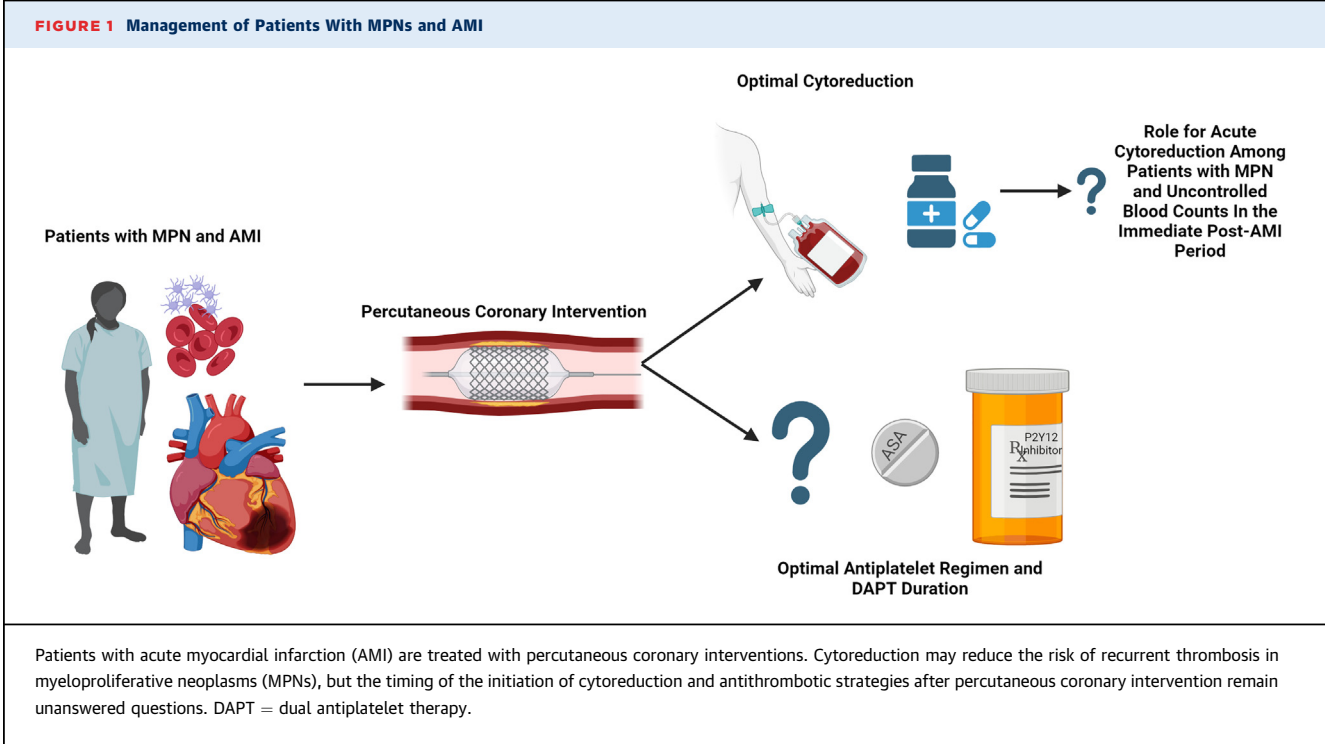 FIGURE 1 Management of Patients With MPNs and AMI
Optimal Cytoreduction
Role for Acute
Cytoreduction Among
Patients with MPN
and Uncontrolled
Blood Counts In the
Immediate Post-AMI
Period
?
Patients with MPN and AMI
Percutaneous Coronary Intervention
?
ASA
P2Y12
Rx Inhibitor
Optimal Antiplatelet Regimen and
DAPT Duration
Patients with acute myocardial infarction (AMI) are treated with percutaneous coronary interventions. Cytoreduction may reduce the risk of recurrent thrombosis in
myeloproliferative neoplasms (MPNs), but the timing of the initiation of cytoreduction and antithrombotic strategies after percutaneous coronary intervention remain
unanswered questions. DAPT = dual antiplatelet therapy.